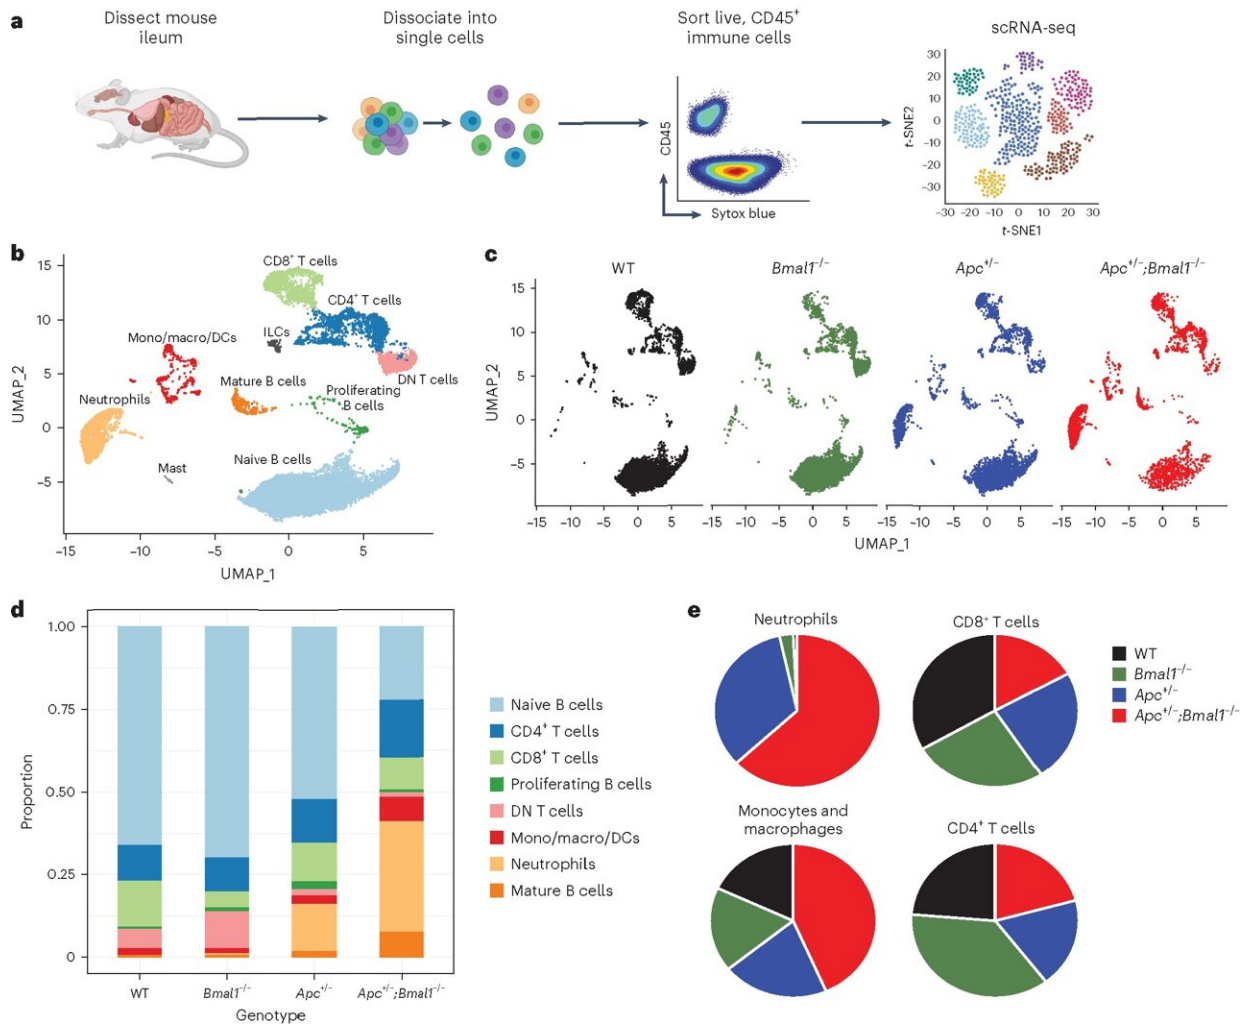 a
Dissect mouse
ileum
Dissociate into
single cells
Sort live, CD45⁺
immune cells
scRNA-seq
CD45
Sytox blue
t-SNE2
30
20
10
0
−10
−20
−30
−30 −20 −10 0 10 20 30
t-SNE1
b
UMAP_2
15
10
5
0
−5
CD8⁺ T cells
CD4⁺ T cells
ILCs
Mono/macro/DCs
DN T cells
Mature B cells
Proliferating
B cells
Neutrophils
Mast
Naive B cells
−15 −10 −5 0 5
UMAP_1
c
WT
Bmal1⁻/⁻
Apc⁺/⁻
Apc⁺/⁻;Bmal1⁻/⁻
UMAP_2
15
10
5
0
−5
−15 −10 −5 0 5
−15 −10 −5 0 5
−15 −10 −5 0 5
−15 −10 −5 0 5
UMAP_1
d
Proportion
1.00
0.75
0.50
0.25
0
WT
Bmal1⁻/⁻
Apc⁺/⁻
Apc⁺/⁻;Bmal1⁻/⁻
Genotype
Naive B cells
CD4⁺ T cells
CD8⁺ T cells
Proliferating B cells
DN T cells
Mono/macro/DCs
Neutrophils
Mature B cells
e
Neutrophils
CD8⁺ T cells
Monocytes and
macrophages
CD4⁺ T cells
WT
Bmal1⁻/⁻
Apc⁺/⁻
Apc⁺/⁻;Bmal1⁻/⁻